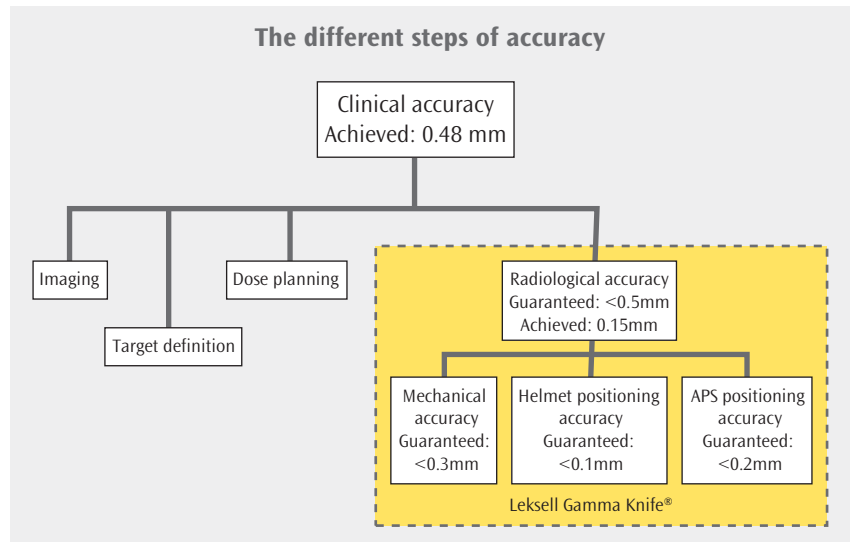 The different steps of accuracy
Clinical accuracy
Achieved: 0.48 mm
Imaging
Target definition
Dose planning
Radiological accuracy
Guaranteed: <0.5mm
Achieved: 0.15mm
Mechanical
accuracy
Guaranteed:
<0.3mm
Helmet positioning
accuracy
Guaranteed:
<0.1mm
APS positioning
accuracy
Guaranteed:
<0.2mm
Leksell Gamma Knife®